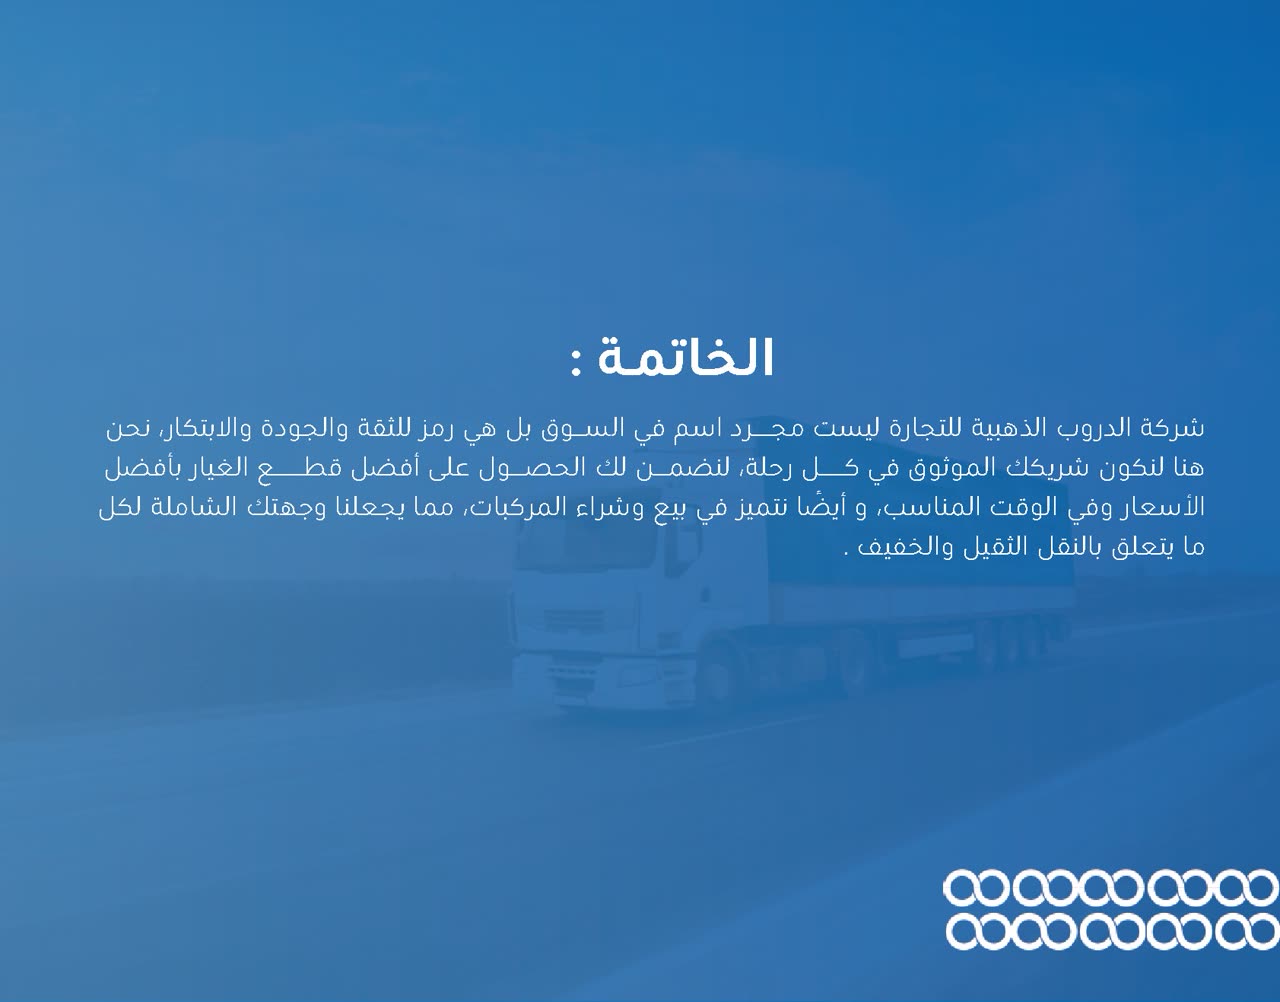 الخاتمة :
شركة الدروب الذهبية للتجارة ليست مجـــرد اسم في الســوق بل هي رمز للثقة والجودة والابتكار، نحن
هنا لنكون شريكك الموثوق في كـــل رحلة، لنضمــن لك الحصــول على أفضل قطــــع الغيار بأفضل
الأسعار وفي الوقت المناسب، و أيضًا نتميز في بيع وشراء المركبات، مما يجعلنا وجهتك الشاملة لكل
ما يتعلق بالنقل الثقيل والخفيف .